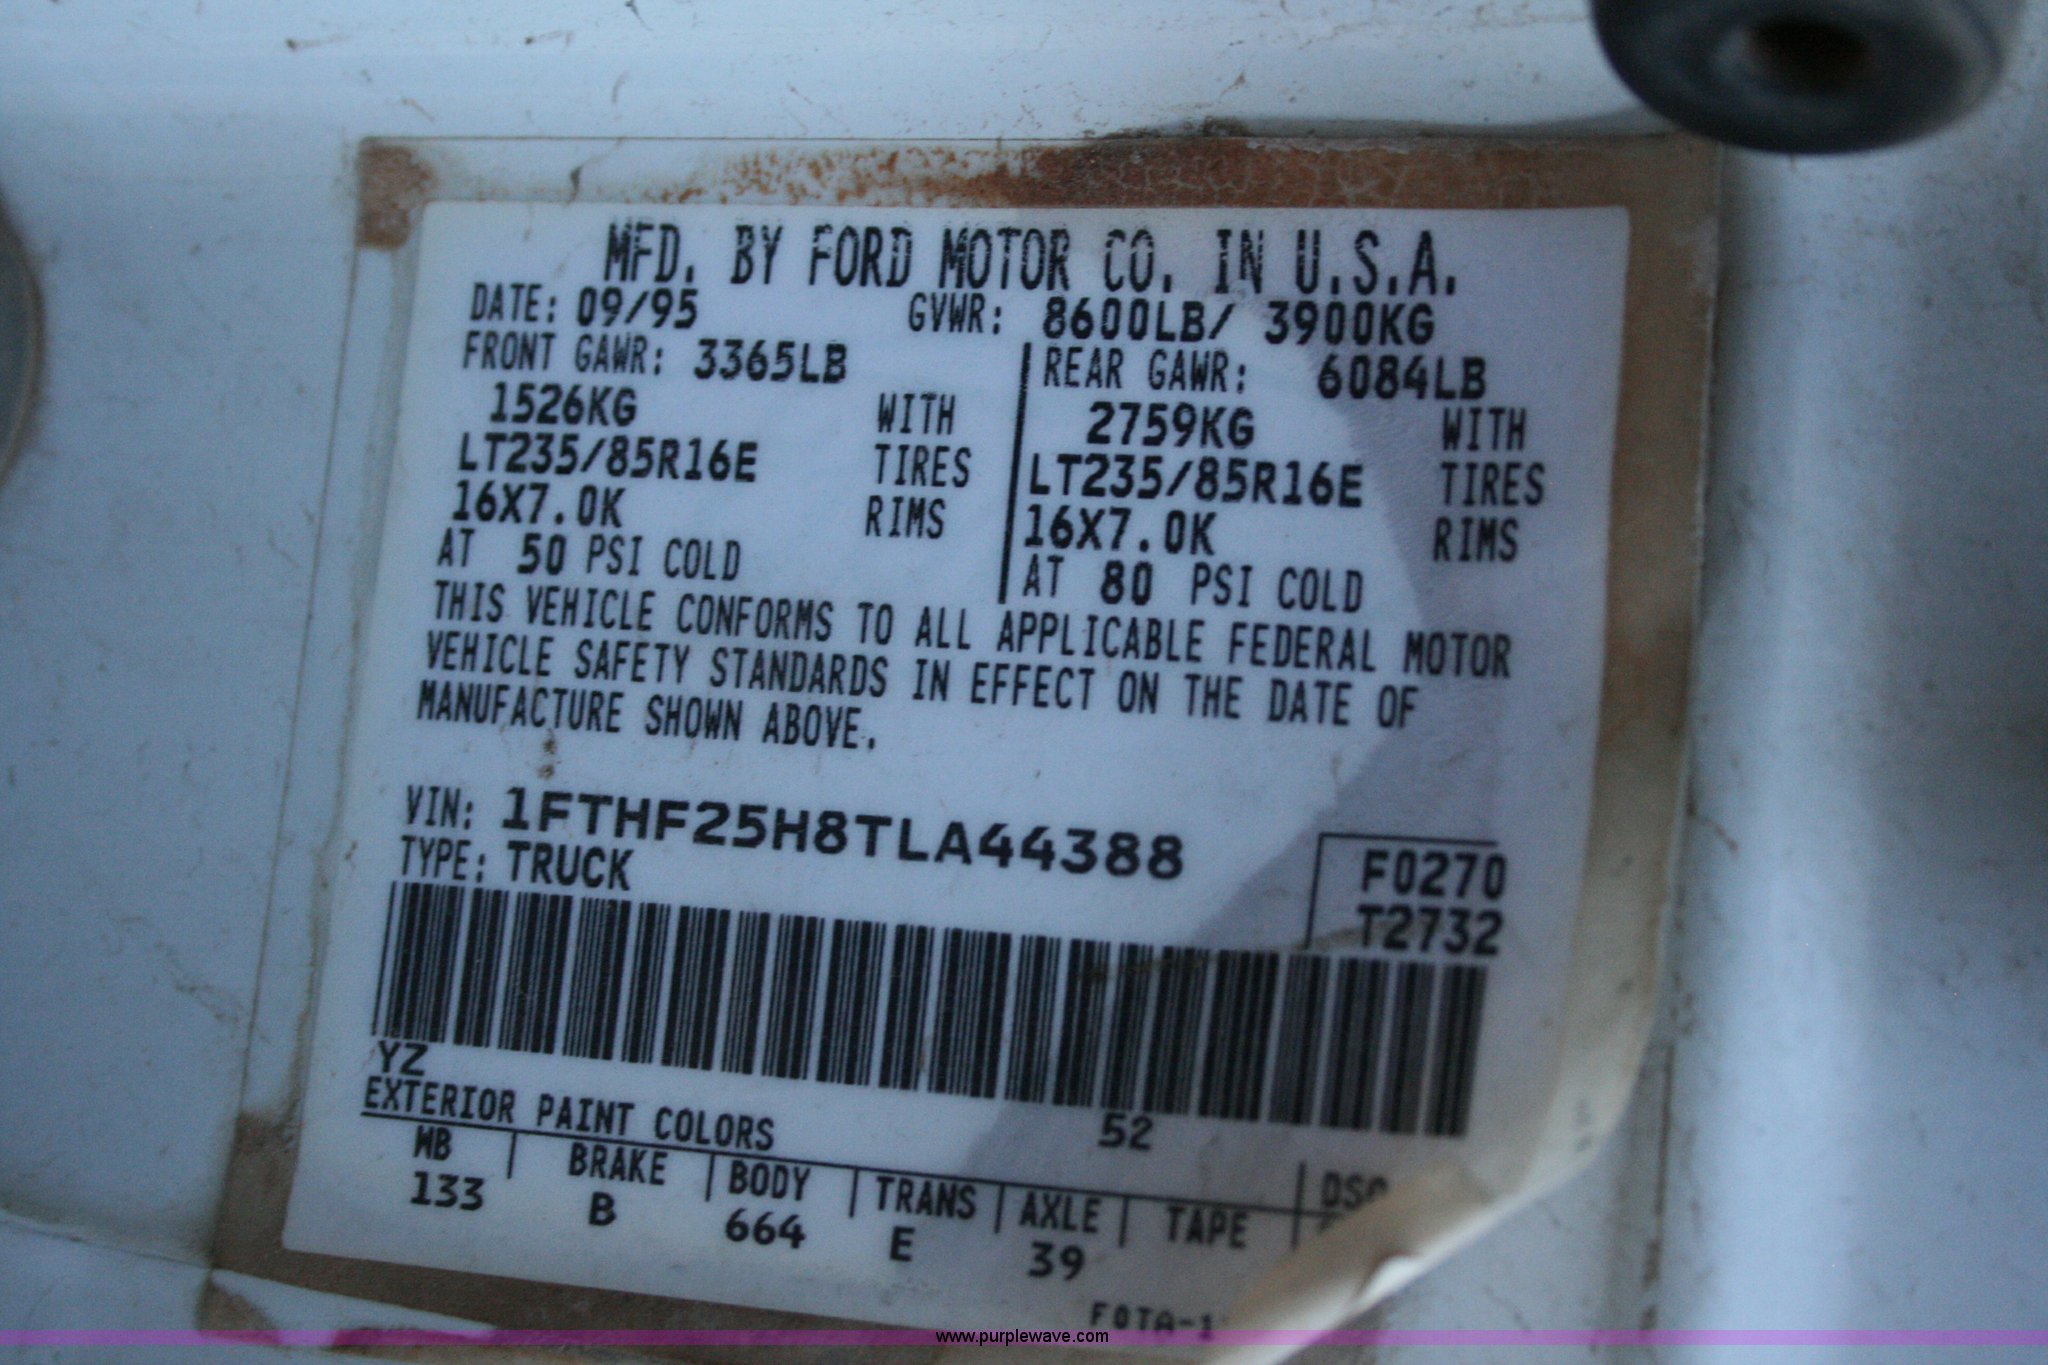 MFD. BY FORD MOTOR CO. IN U.S.A.
DATE: 09/95 GVWR: 8600LB/ 3900KG
FRONT GAWR: 3365LB REAR GAWR: 6084LB
1526KG WITH 2759KG WITH
LT235/85R16E TIRES LT235/85R16E TIRES
16X7.0K RIMS 16X7.0K RIMS
AT 50 PSI COLD AT 80 PSI COLD
THIS VEHICLE CONFORMS TO ALL APPLICABLE FEDERAL MOTOR
VEHICLE SAFETY STANDARDS IN EFFECT ON THE DATE OF
MANUFACTURE SHOWN ABOVE.
VIN: 1FTHF25H8TLA44388
TYPE: TRUCK
F0270
T2732
YZ
EXTERIOR PAINT COLORS 52
WB BRAKE BODY TRANS AXLE TAPE
133 B 664 E 39
www.purplewave.com